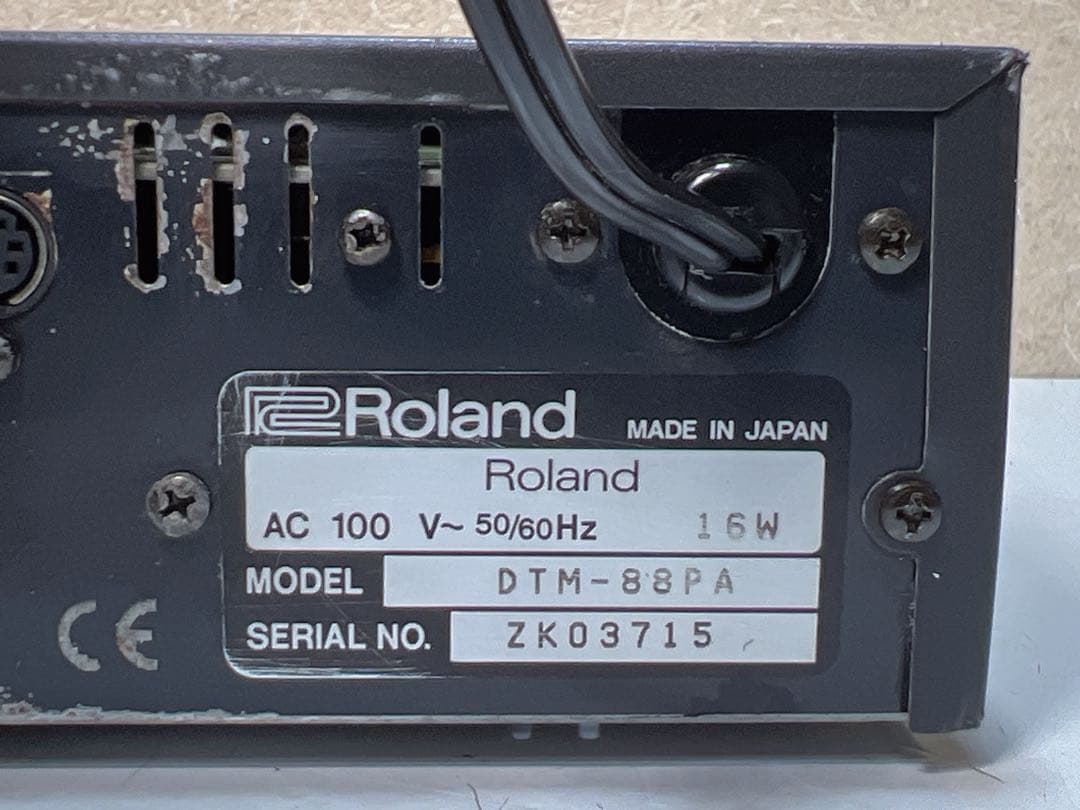 Roland
MADE IN JAPAN
Roland
AC 100 V~ 50/60Hz 16W
MODEL DTM-88PA
SERIAL NO. ZK03715
CE